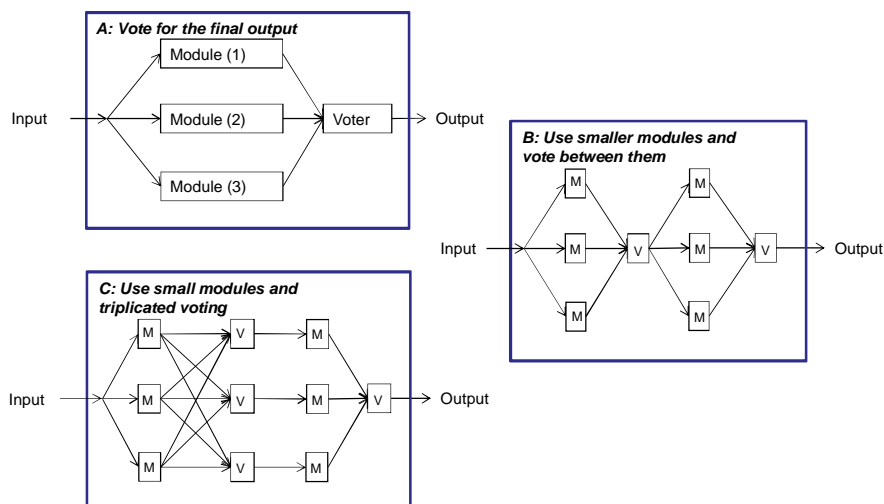 A: Vote for the final output
Module (1)
Input
Module (2)
Voter
Output
Module (3)
B: Use smaller modules and
vote between them
M
M
Input
M
V
M
V
Output
M
M
C: Use small modules and
triplicated voting
M
V
M
Input
M
V
M
V
Output
M
V
M